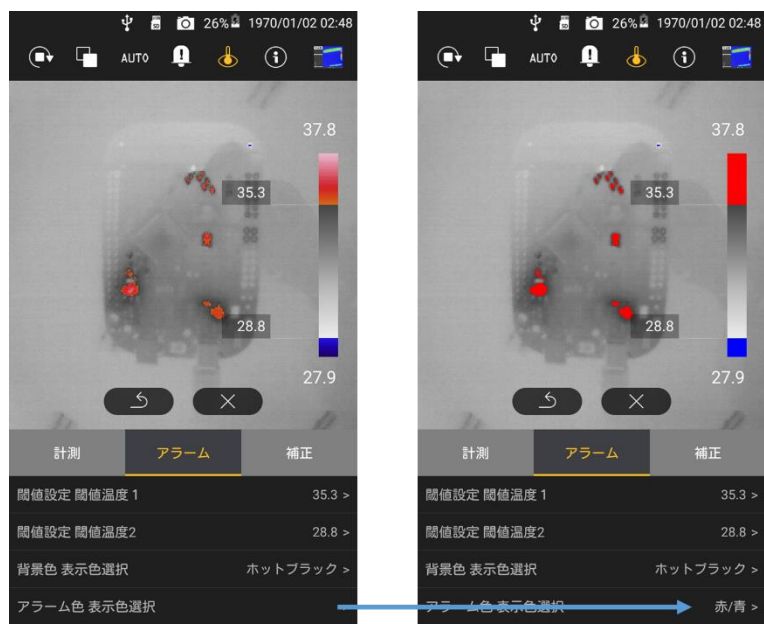 26% 1970/01/02 02:48
AUTO
37.8
35.3
28.8
27.9
計測 アラーム 補正
閾値設定 閾値温度 1 35.3 >
閾値設定 閾値温度2 28.8 >
背景色 表示色選択 ホットブラック >
アラーム色 表示色選択
26% 1970/01/02 02:48
AUTO
37.8
35.3
28.8
27.9
計測 アラーム 補正
閾値設定 閾値温度 1 35.3 >
閾値設定 閾値温度2 28.8 >
背景色 表示色選択 ホットブラック >
アラーム色 表示色選択 赤/青 >